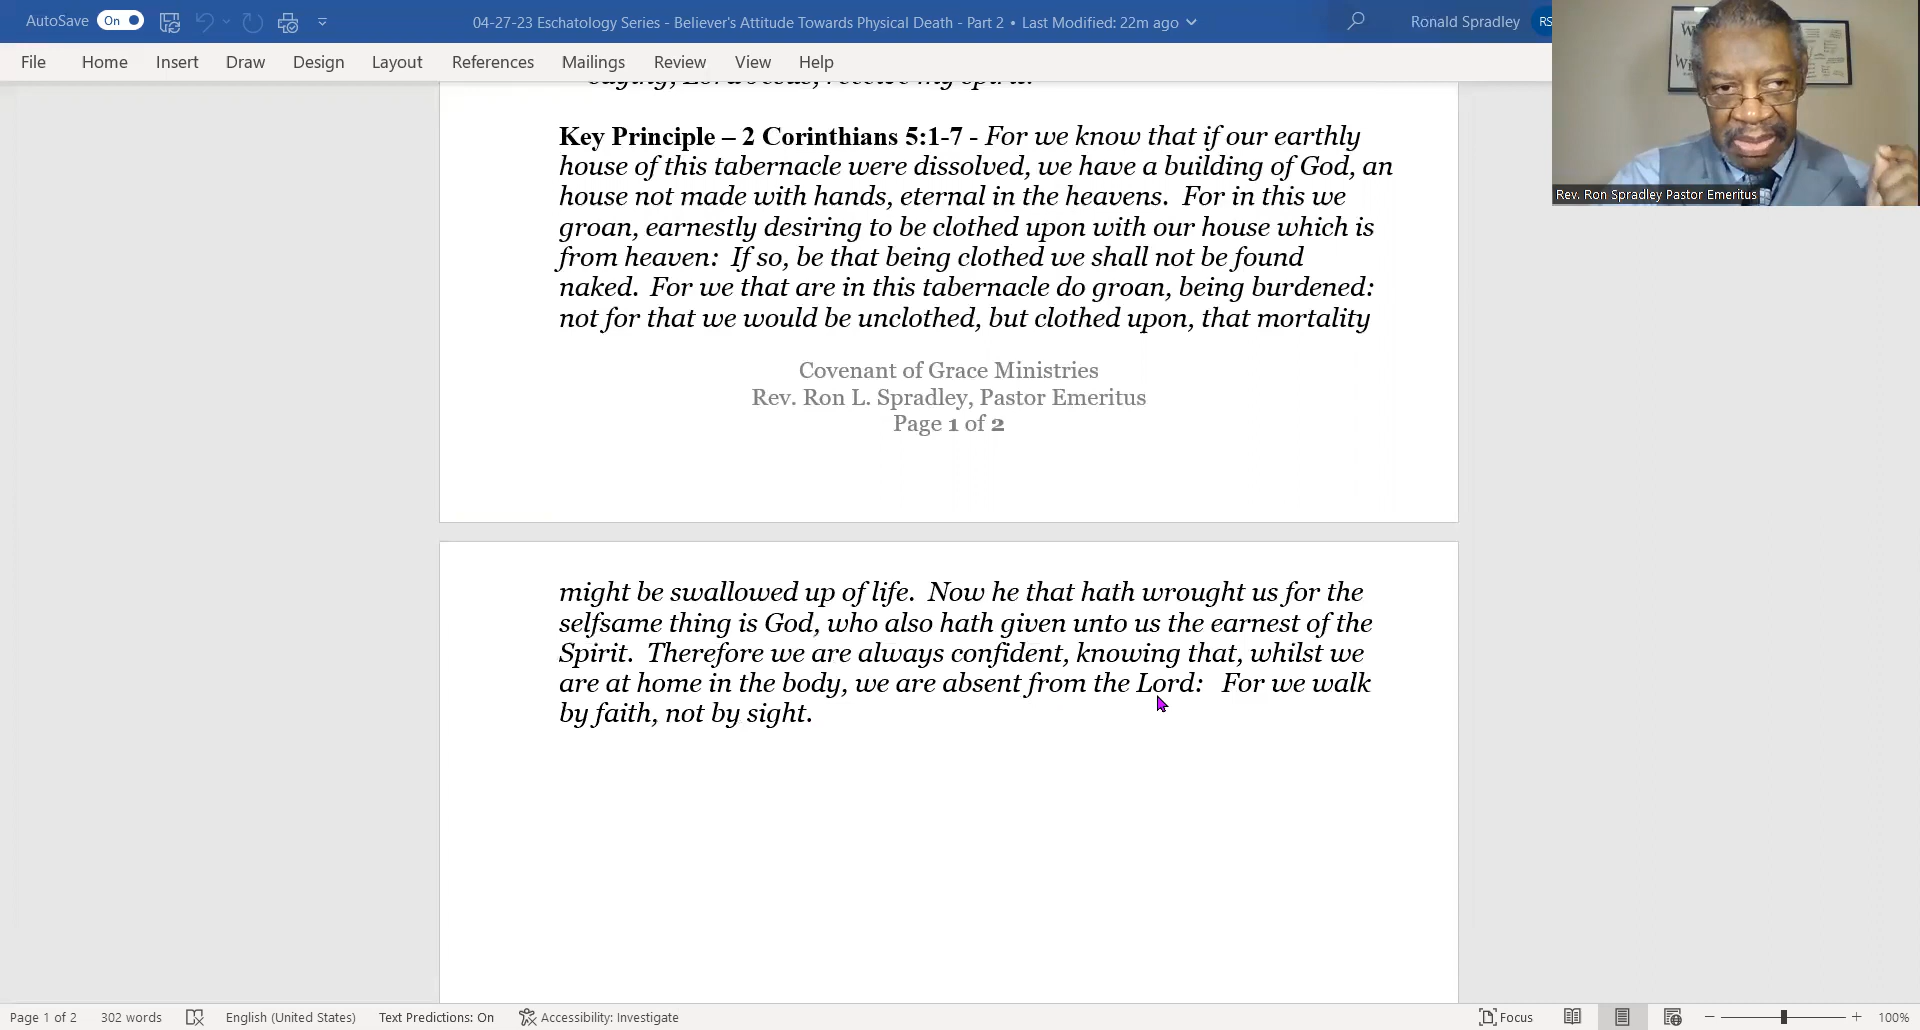 AutoSave On 04-27-23 Eschatology Series - Believer's Attitude Towards Physical Death - Part 2 • Last Modified: 22m ago Ronald Spradley RS
File Home Insert Draw Design Layout References Mailings Review View Help
Rev. Ron Spradley Pastor Emeritus
saying, Lord Jesus, receive my spirit.
Key Principle – 2 Corinthians 5:1-7 - For we know that if our earthly
house of this tabernacle were dissolved, we have a building of God, an
house not made with hands, eternal in the heavens. For in this we
groan, earnestly desiring to be clothed upon with our house which is
from heaven: If so, be that being clothed we shall not be found
naked. For we that are in this tabernacle do groan, being burdened:
not for that we would be unclothed, but clothed upon, that mortality
Covenant of Grace Ministries
Rev. Ron L. Spradley, Pastor Emeritus
Page 1 of 2
might be swallowed up of life. Now he that hath wrought us for the
selfsame thing is God, who also hath given unto us the earnest of the
Spirit. Therefore we are always confident, knowing that, whilst we
are at home in the body, we are absent from the Lord: For we walk
by faith, not by sight.
Page 1 of 2 302 words English (United States) Text Predictions: On Accessibility: Investigate Focus 100%